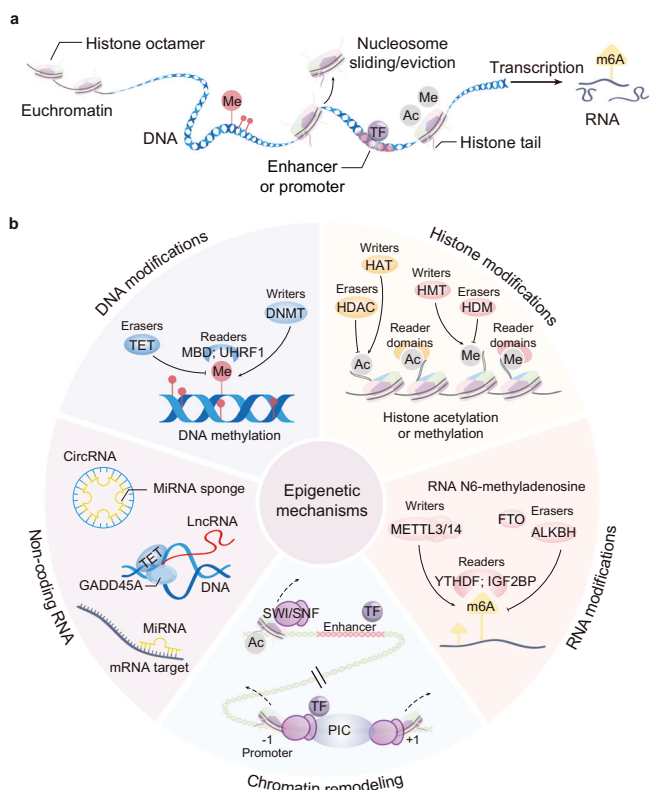 a
Histone octamer
Euchromatin
DNA
Me
Nucleosome
sliding/eviction
TF
Enhancer
or promoter
Ac
Me
Histone tail
Transcription
m6A
RNA
b
DNA modifications
Writers
DNMT
Erasers
TET
Readers
MBD; UHRF1
Me
DNA methylation
Histone modifications
Writers
HAT
Erasers
HDAC
Writers
HMT
Erasers
HDM
Reader
domains
Reader
domains
Ac
Ac
Me
Me
Histone acetylation
or methylation
Epigenetic
mechanisms
Non-coding RNA
CircRNA
MiRNA sponge
LncRNA
TET
GADD45A
DNA
MiRNA
mRNA target
RNA modifications
RNA N6-methyladenosine
Writers
METTL3/14
FTO
Erasers
ALKBH
Readers
YTHDF; IGF2BP
m6A
Chromatin remodeling
SWI/SNF
TF
Enhancer
Ac
TF
PIC
-1
+1
Promoter